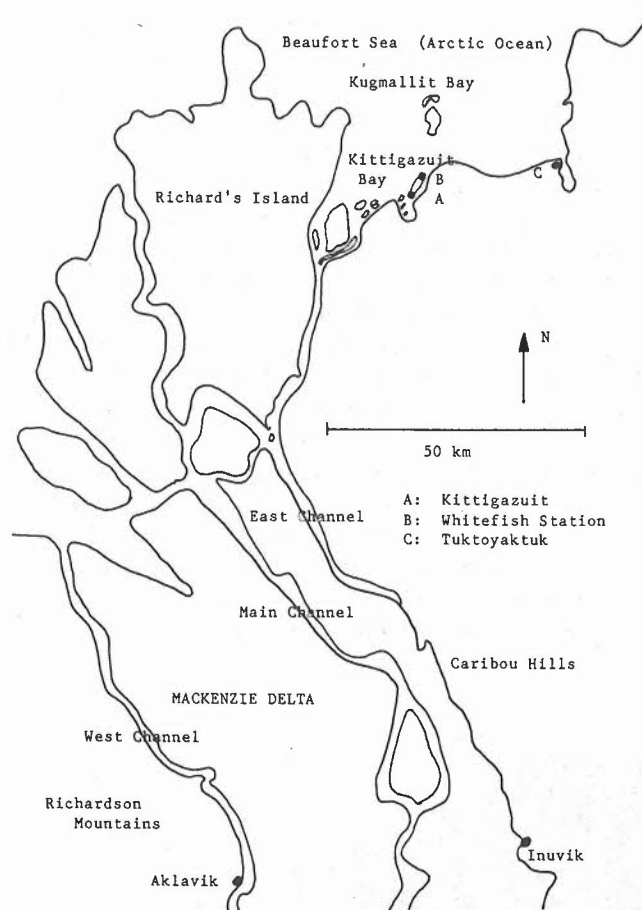 Beaufort Sea (Arctic Ocean)
Kugmallit Bay
Kittigazuit
Bay
B
C
Richard's Island
A
N
50 km
A: Kittigazuit
B: Whitefish Station
C: Tuktoyaktuk
East Channel
Main Channel
Caribou Hills
MACKENZIE DELTA
West Channel
Richardson
Mountains
Inuvik
Aklavik